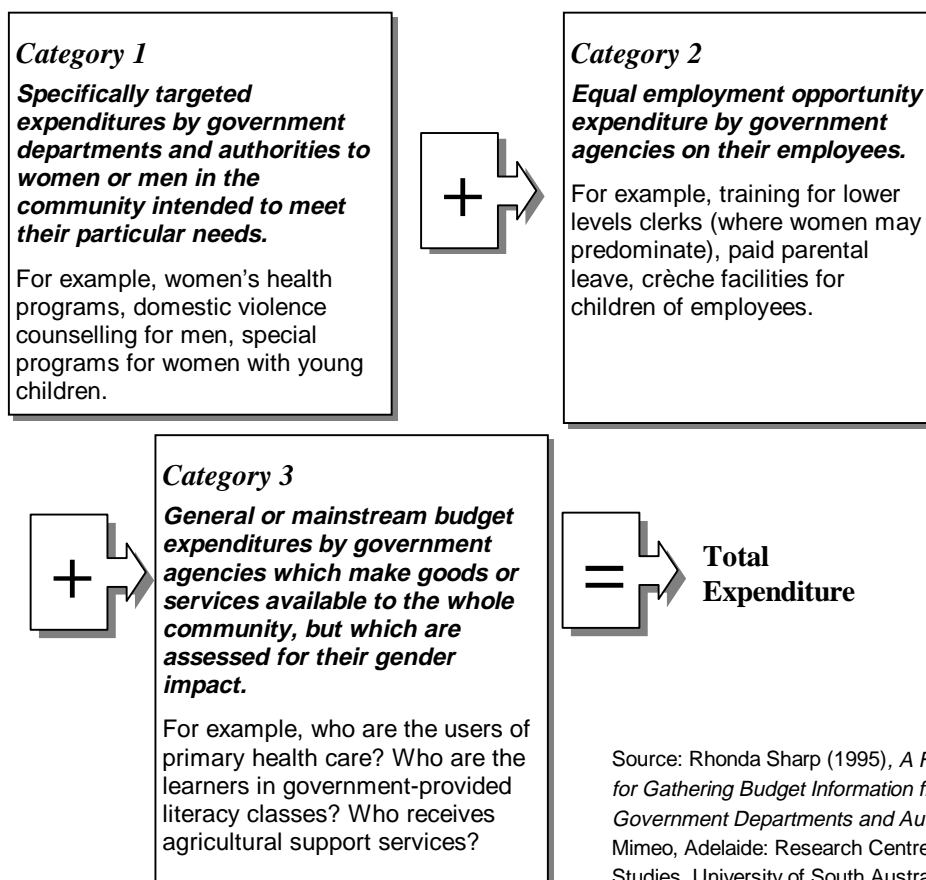 Category 1
Specifically targeted
expenditures by government
departments and authorities to
women or men in the
community intended to meet
their particular needs.
For example, women’s health
programs, domestic violence
counselling for men, special
programs for women with young
children.
+
Category 2
Equal employment opportunity
expenditure by government
agencies on their employees.
For example, training for lower
levels clerks (where women may
predominate), paid parental
leave, crèche facilities for
children of employees.
+
Category 3
General or mainstream budget
expenditures by government
agencies which make goods or
services available to the whole
community, but which are
assessed for their gender
impact.
For example, who are the users of
primary health care? Who are the
learners in government-provided
literacy classes? Who receives
agricultural support services?
=
Total
Expenditure
Source: Rhonda Sharp (1995), A
for Gathering Budget Information
Government Departments and
Mimeo, Adelaide: Research Centre
Studies, University of South